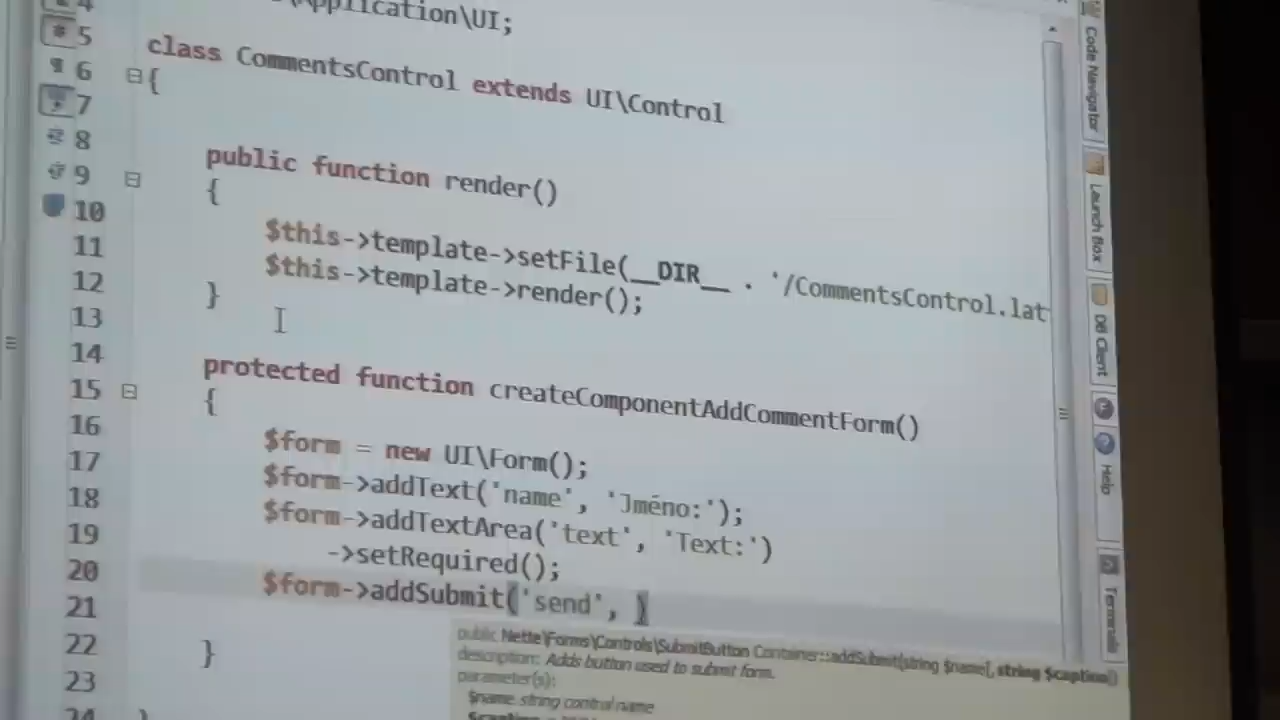 \Application\UI;
class CommentsControl extends UI\Control
{
public function render()
{
$this->template->setFile(__DIR__ . '/CommentsControl.lat
$this->template->render();
}
protected function createComponentAddCommentForm()
{
$form = new UI\Form();
$form->addText('name', 'Jméno:');
$form->addTextArea('text', 'Text:')
->setRequired();
$form->addSubmit('send', )
}
public Nette\Forms\Controls\SubmitButton Container::addSubmit(string $name[, string $caption])
description: Adds button used to submit form.
parameter(s):
$name string control name
4
5
6
7
8
9
10
11
12
13
14
15
16
17
18
19
20
21
22
23
24
Code Navigator
Launch Box
DB Client
Help
Terminals